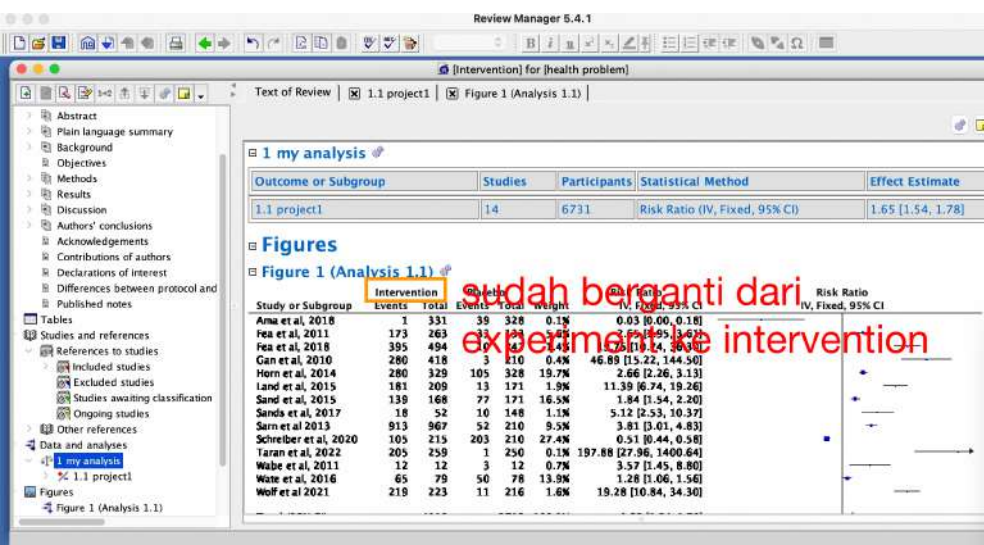 Review Manager 5.4.1
[Intervention] for [health problem]
Text of Review
1.1 project1
Figure 1 (Analysis 1.1)
Abstract
Plain language summary
Background
Objectives
Methods
Results
Discussion
Authors' conclusions
Acknowledgements
Contributions of authors
Declarations of interest
Differences between protocol and
Published notes
Tables
Studies and references
References to studies
Included studies
Excluded studies
Studies awaiting classification
Ongoing studies
Other references
Data and analyses
1 my analysis
1.1 project1
Figures
Figure 1 (Analysis 1.1)
1 my analysis
Outcome or Subgroup Studies Participants Statistical Method Effect Estimate
1.1 project1 14 6731 Risk Ratio (IV, Fixed, 95% CI) 1.65 [1.54, 1.78]
Figures
Figure 1 (Analysis 1.1)
sudah berganti dari
experiment ke intervention
Intervention Placebo Risk Ratio Risk Ratio
Study or Subgroup Events Total Events Total Weight IV, Fixed, 95% CI IV, Fixed, 95% CI
Ama et al, 2018 1 331 39 328 0.1% 0.03 [0.00, 0.18]
Fea et al, 2011 173 263
Fea et al, 2018 395 494
Gan et al, 2010 280 418 3 210 0.4% 46.89 [15.22, 144.50]
Horn et al, 2014 280 329 105 328 19.7% 2.66 [2.26, 3.13]
Land et al, 2015 181 209 13 171 1.9% 11.39 [6.74, 19.26]
Sand et al, 2015 139 168 77 171 16.5% 1.84 [1.54, 2.20]
Sands et al, 2017 18 52 10 148 1.1% 5.12 [2.53, 10.37]
Sarn et al 2013 913 967 52 210 9.5% 3.81 [3.01, 4.83]
Schreiber et al, 2020 105 215 203 210 27.4% 0.51 [0.44, 0.58]
Taran et al, 2022 205 259 1 250 0.1% 197.88 [27.96, 1400.64]
Wabe et al, 2011 12 12 3 12 0.7% 3.57 [1.45, 8.80]
Wate et al, 2016 65 79 50 78 13.9% 1.28 [1.06, 1.56]
Wolf et al 2021 219 223 11 216 1.6% 19.28 [10.84, 34.30]